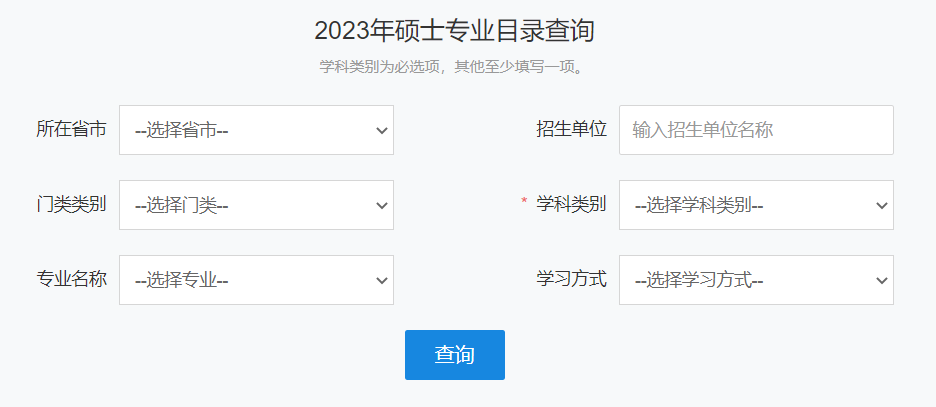 2023年硕士专业目录查询
学科类别为必选项，其他至少填写一项。
所在省市 --选择省市-- 招生单位 输入招生单位名称
门类类别 --选择门类-- * 学科类别 --选择学科类别--
专业名称 --选择专业-- 学习方式 --选择学习方式--
查询